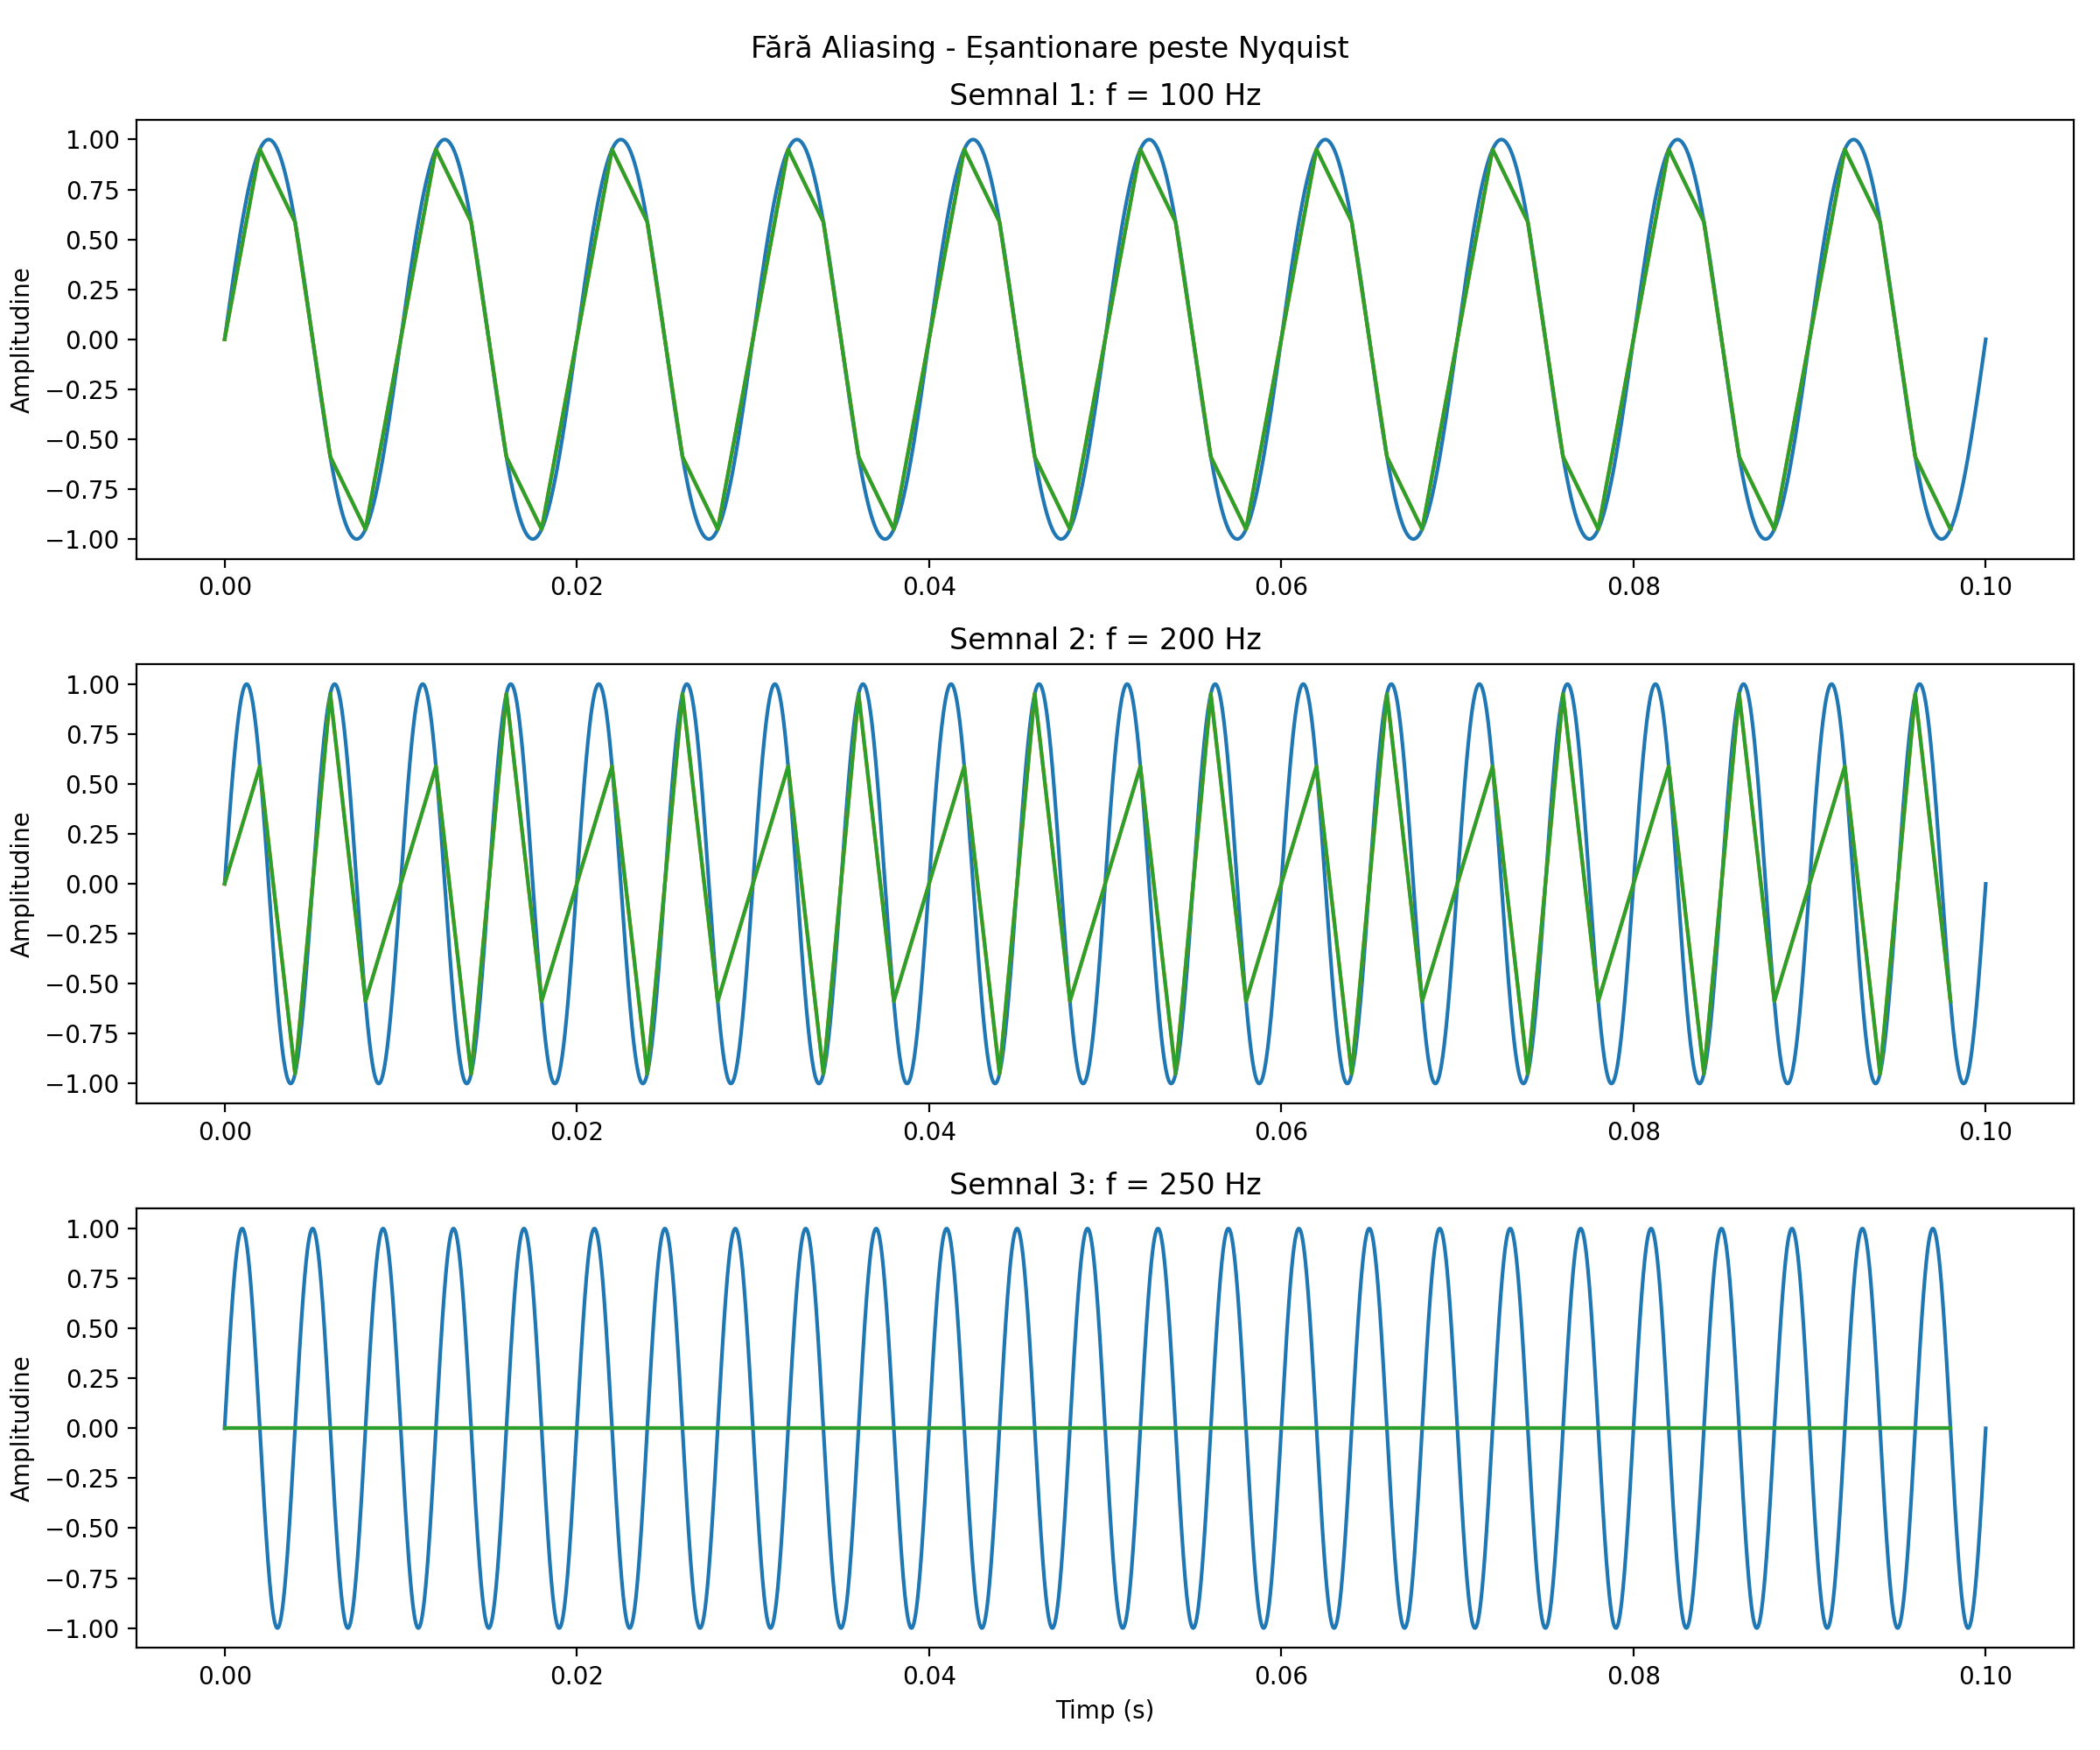 Fără Aliasing - Eșantionare peste Nyquist
Semnal 1: f = 100 Hz
Amplitudine
1.00
0.75
0.50
0.25
0.00
−0.25
−0.50
−0.75
−1.00
0.00 0.02 0.04 0.06 0.08 0.10
Semnal 2: f = 200 Hz
Amplitudine
1.00
0.75
0.50
0.25
0.00
−0.25
−0.50
−0.75
−1.00
0.00 0.02 0.04 0.06 0.08 0.10
Semnal 3: f = 250 Hz
Amplitudine
1.00
0.75
0.50
0.25
0.00
−0.25
−0.50
−0.75
−1.00
0.00 0.02 0.04 0.06 0.08 0.10
Timp (s)